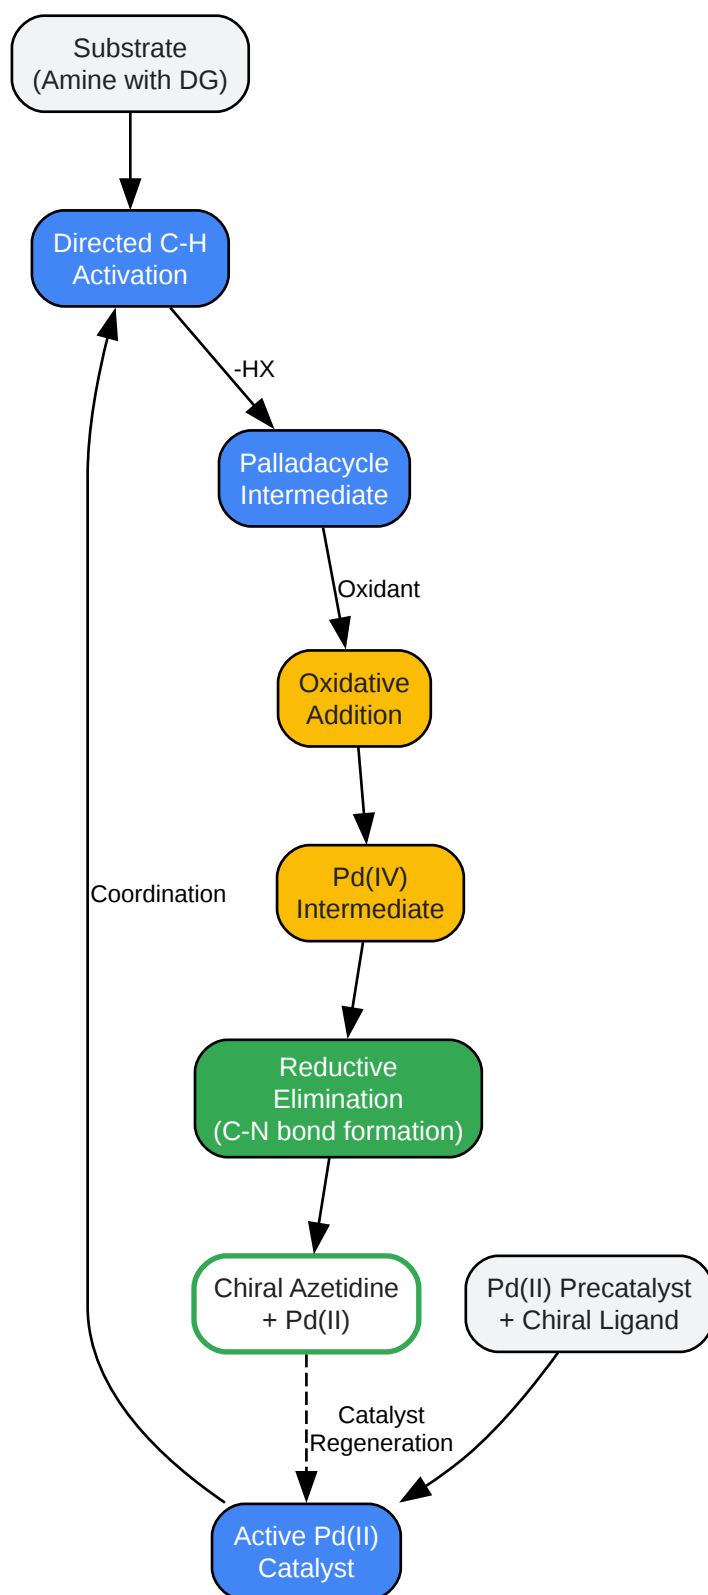 Substrate
(Amine with DG)
Directed C-H
Activation
-HX
Palladacycle
Intermediate
Oxidant
Oxidative
Addition
Pd(IV)
Intermediate
Coordination
Reductive
Elimination
(C-N bond formation)
Chiral Azetidine
+ Pd(II)
Pd(II) Precatalyst
+ Chiral Ligand
Catalyst
Regeneration
Active Pd(II)
Catalyst